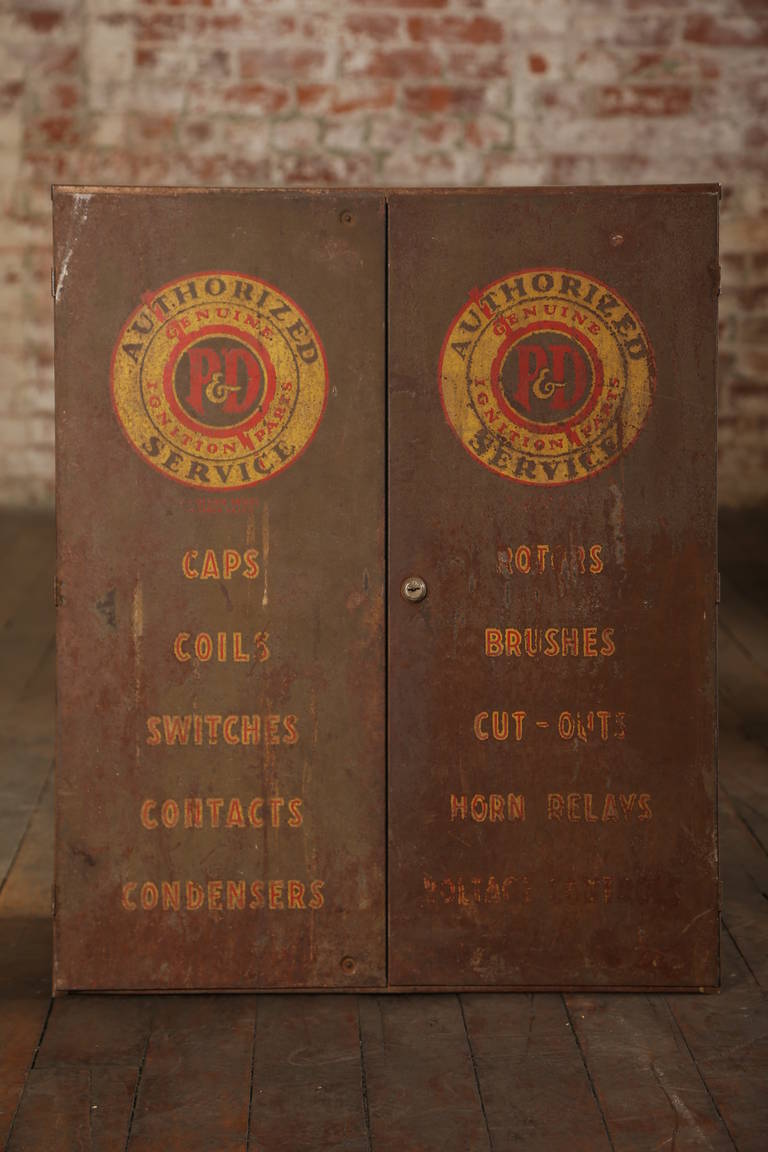 AUTHORIZED
GENUINE
P&D
IGNITION PARTS
SERVICE
CAPS
COILS
SWITCHES
CONTACTS
CONDENSERS
AUTHORIZED
GENUINE
P&D
IGNITION PARTS
SERVICE
ROTORS
BRUSHES
CUT-OUTS
HORN RELAYS
VOLTAGE